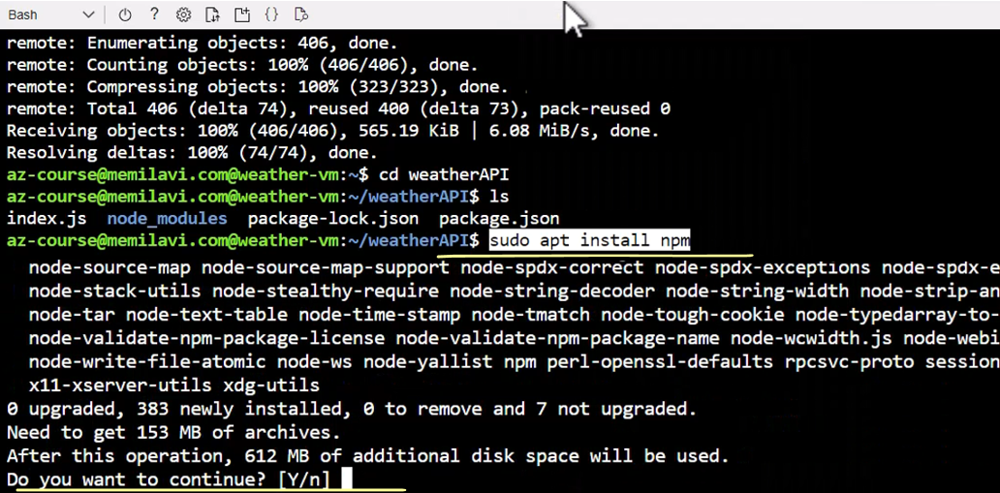 Bash
remote: Enumerating objects: 406, done.
remote: Counting objects: 100% (406/406), done.
remote: Compressing objects: 100% (323/323), done.
remote: Total 406 (delta 74), reused 400 (delta 73), pack-reused 0
Receiving objects: 100% (406/406), 565.19 KiB | 6.08 MiB/s, done.
Resolving deltas: 100% (74/74), done.
az-course@memilavi.com@weather-vm:~$ cd weatherAPI
az-course@memilavi.com@weather-vm:~/weatherAPI$ ls
index.js node_modules package-lock.json package.json
az-course@memilavi.com@weather-vm:~/weatherAPI$ sudo apt install npm
node-source-map node-source-map-support node-spdx-correct node-spdx-exceptions node-spdx-e
node-stack-utils node-stealthy-require node-string-decoder node-string-width node-strip-an
node-tar node-text-table node-time-stamp node-tmatch node-tough-cookie node-typedarray-to-
node-validate-npm-package-license node-validate-npm-package-name node-wcwidth.js node-webi
node-write-file-atomic node-ws node-yallist npm perl-openssl-defaults rpcsvc-proto session
x11-xserver-utils xdg-utils
0 upgraded, 383 newly installed, 0 to remove and 7 not upgraded.
Need to get 153 MB of archives.
After this operation, 612 MB of additional disk space will be used.
Do you want to continue? [Y/n]